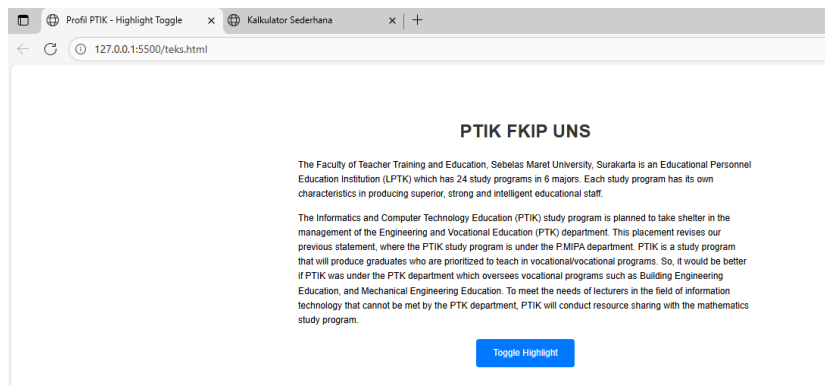 Profil PTIK - Highlight Toggle
Kalkulator Sederhana
127.0.0.1:5500/teks.html
PTIK FKIP UNS
The Faculty of Teacher Training and Education, Sebelas Maret University, Surakarta is an Educational Personnel
Education Institution (LPTK) which has 24 study programs in 6 majors. Each study program has its own
characteristics in producing superior, strong and intelligent educational staff.
The Informatics and Computer Technology Education (PTIK) study program is planned to take shelter in the
management of the Engineering and Vocational Education (PTK) department. This placement revises our
previous statement, where the PTIK study program is under the P.MIPA department. PTIK is a study program
that will produce graduates who are prioritized to teach in vocational/vocational programs. So, it would be better
if PTIK was under the PTK department which oversees vocational programs such as Building Engineering
Education, and Mechanical Engineering Education. To meet the needs of lecturers in the field of information
technology that cannot be met by the PTK department, PTIK will conduct resource sharing with the mathematics
study program.
Toggle Highlight